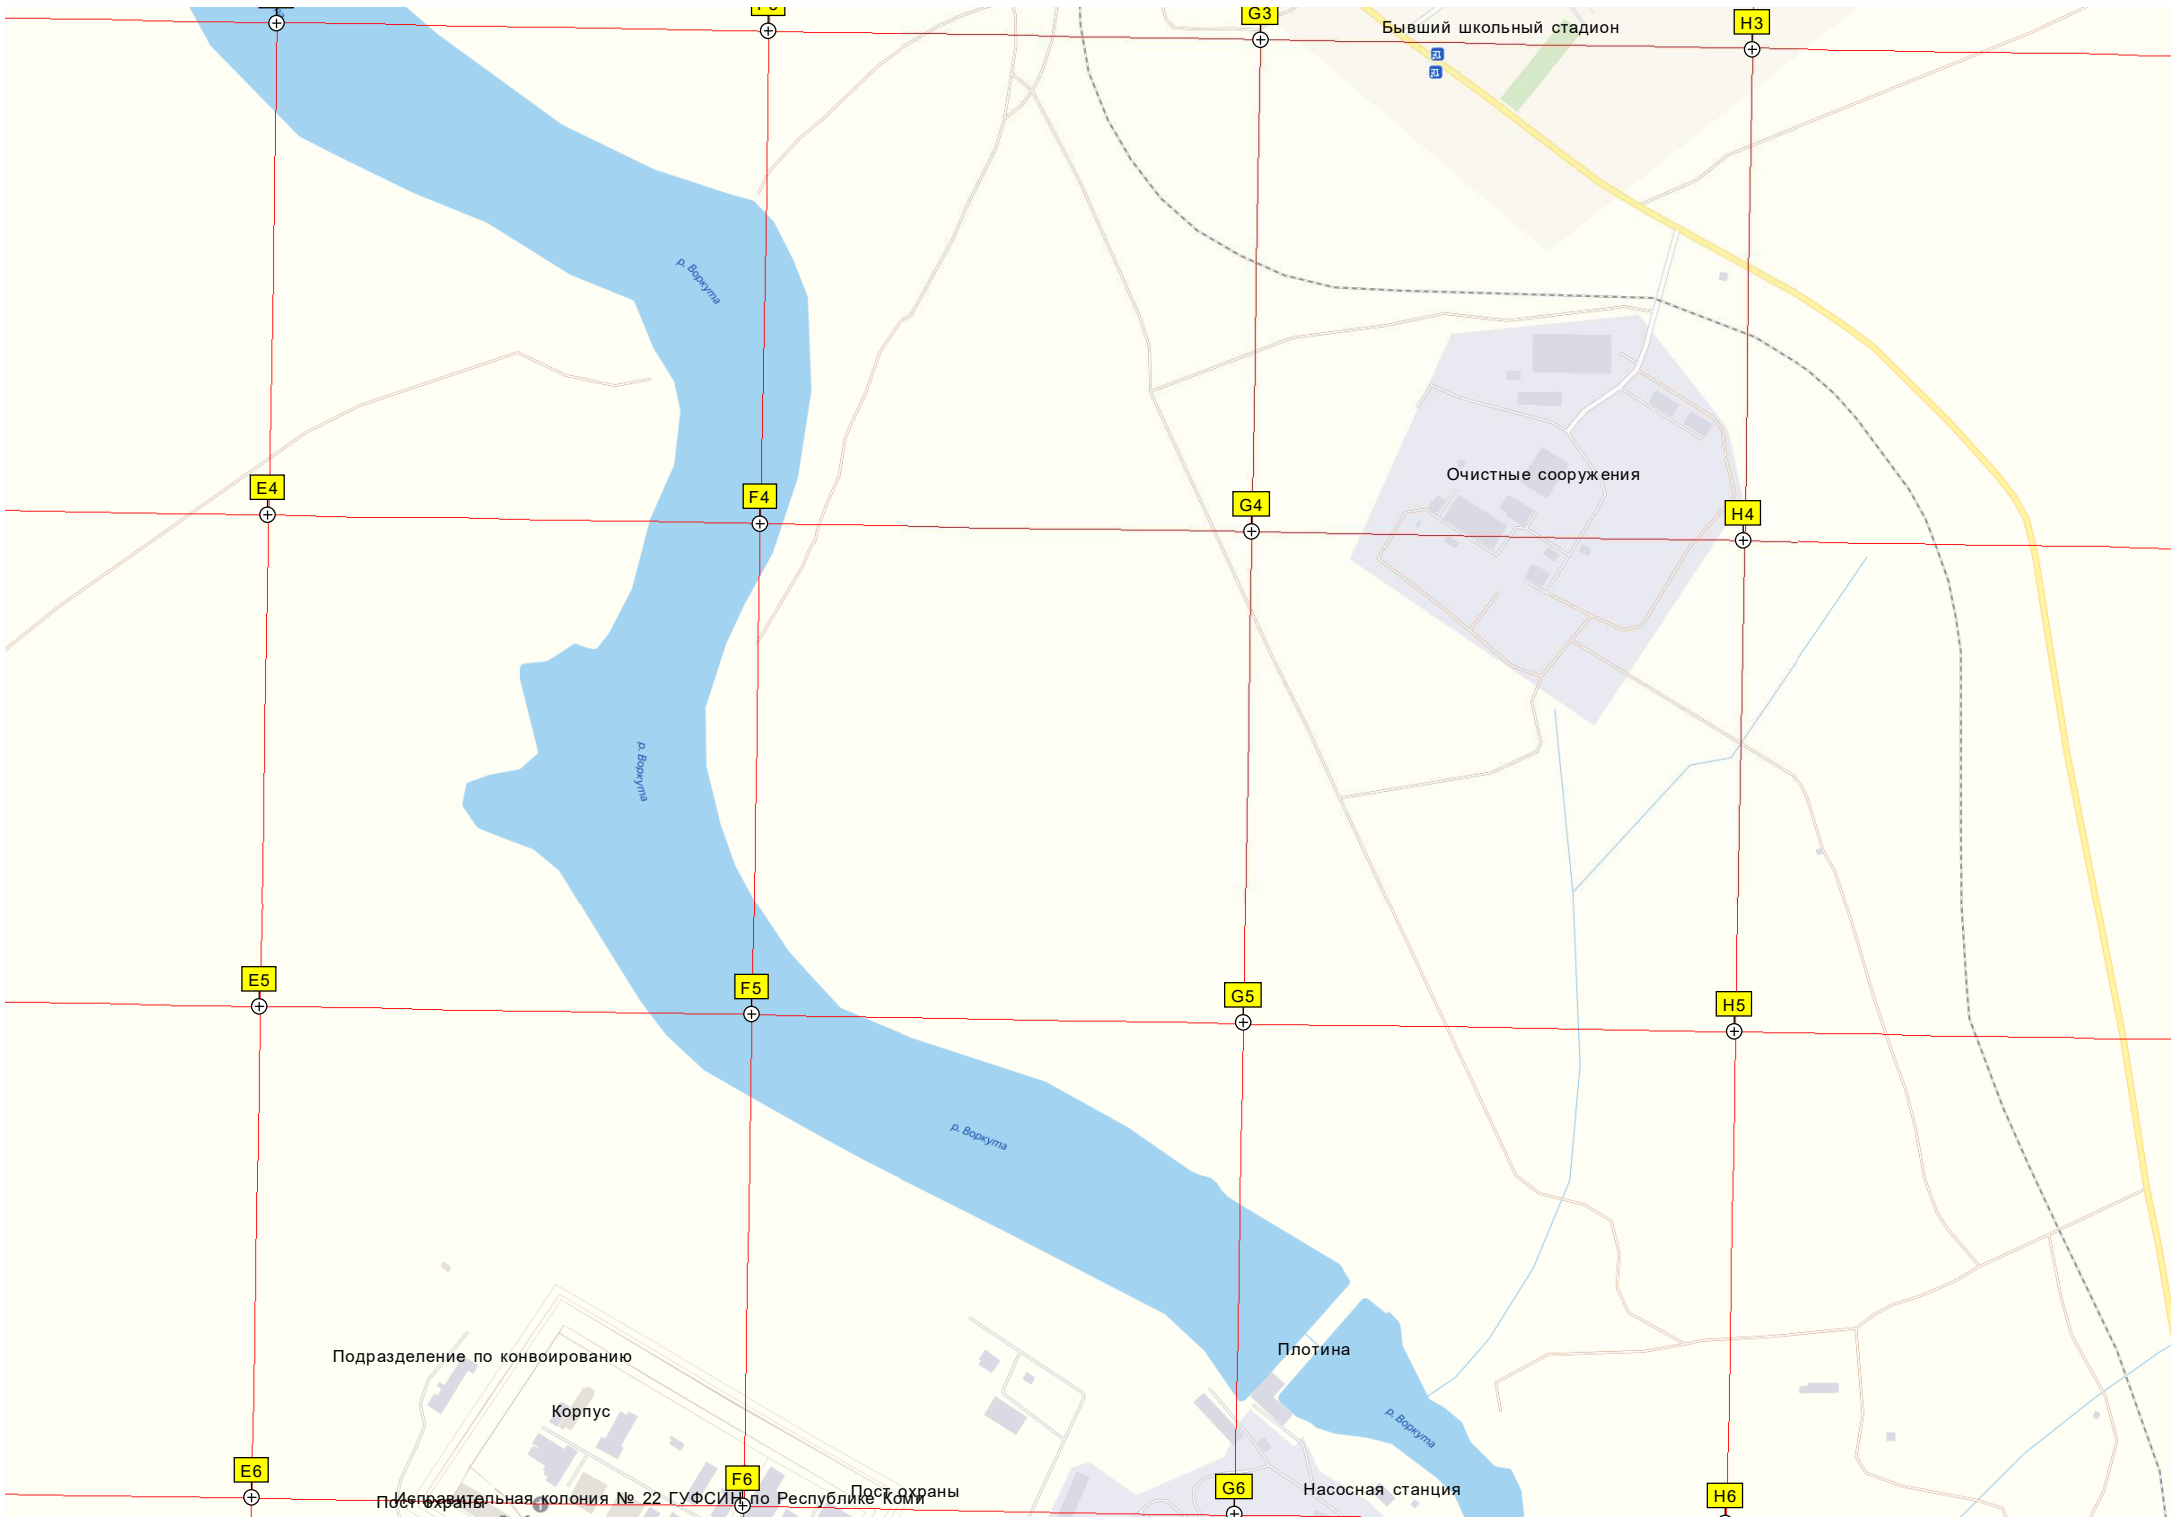 G3
H3
Бывший школьный стадион
р. Воркута
E4
F4
G4
Очистные сооружения
H4
р. Воркута
E5
F5
G5
H5
р. Воркута
Плотина
Подразделение по конвоированию
Корпус
р. Воркута
E6
F6
G6
H6
Пост охраны
Насосная станция
Исправительная колония № 22 ГУФСИН по Республике Коми
Пост охраны